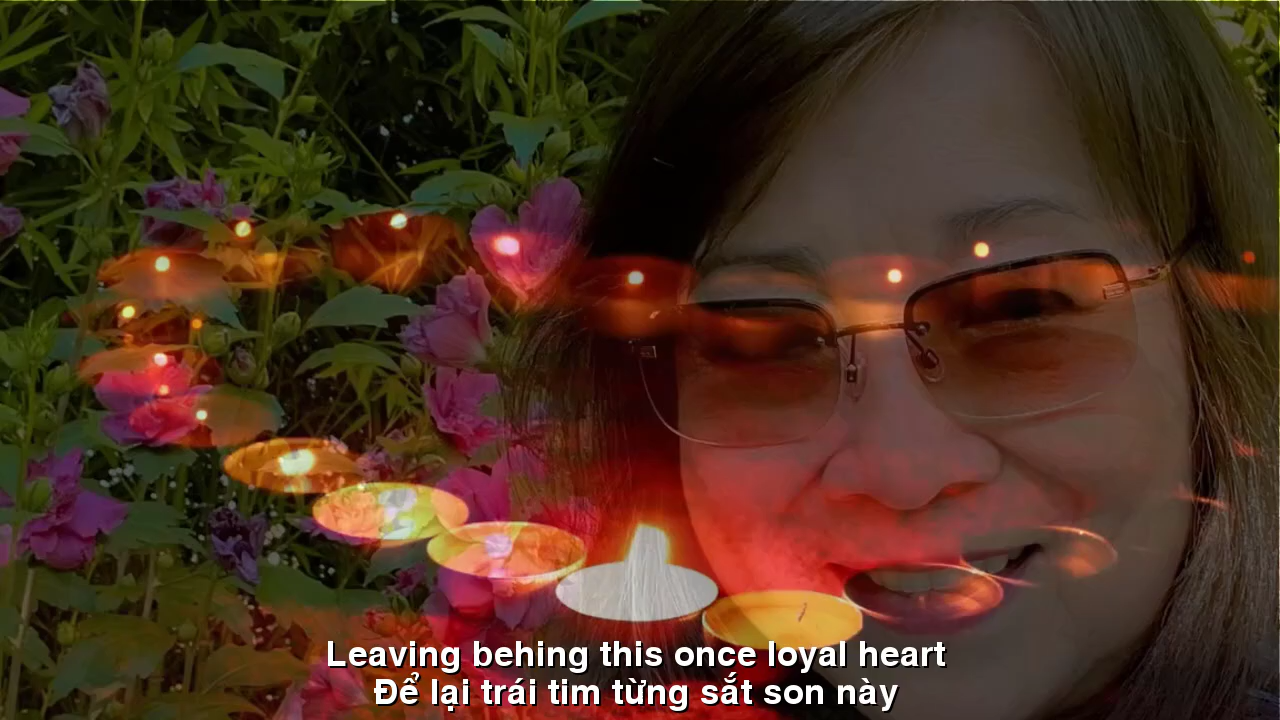 Leaving behing this once loyal heart
Để lại trái tim từng sắt son này